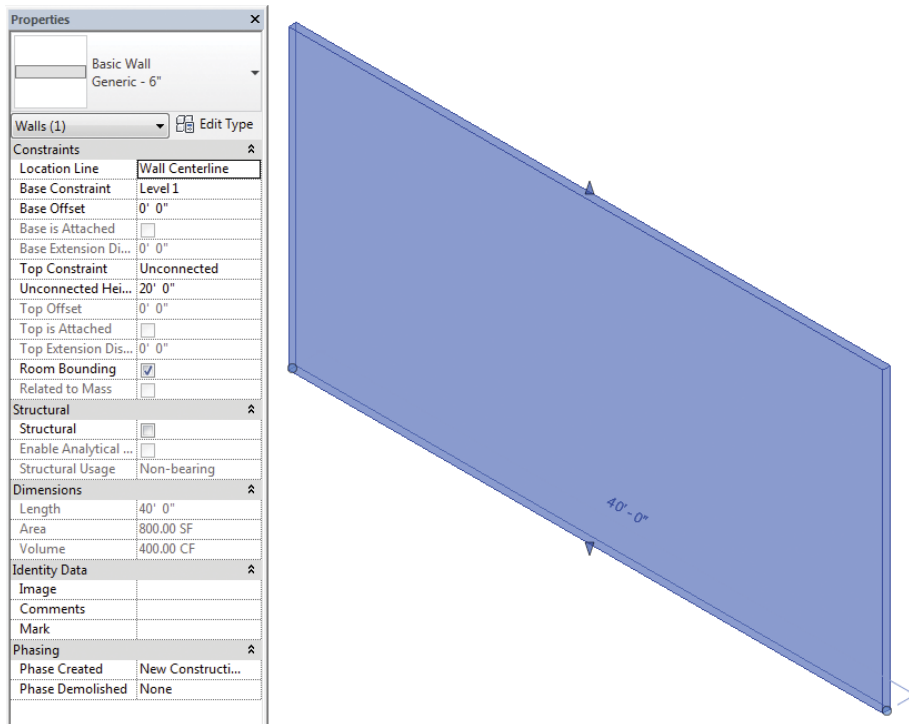 Properties ×
Basic Wall
Generic - 6"
Walls (1) Edit Type
Constraints
Location Line Wall Centerline
Base Constraint Level 1
Base Offset 0' 0"
Base is Attached
Base Extension Di... 0' 0"
Top Constraint Unconnected
Unconnected Hei... 20' 0"
Top Offset 0' 0"
Top is Attached
Top Extension Dis... 0' 0"
Room Bounding
Related to Mass
Structural
Structural
Enable Analytical ...
Structural Usage Non-bearing
Dimensions
Length 40' 0"
Area 800.00 SF
Volume 400.00 CF
Identity Data
Image
Comments
Mark
Phasing
Phase Created New Constructi...
Phase Demolished None
40' - 0"